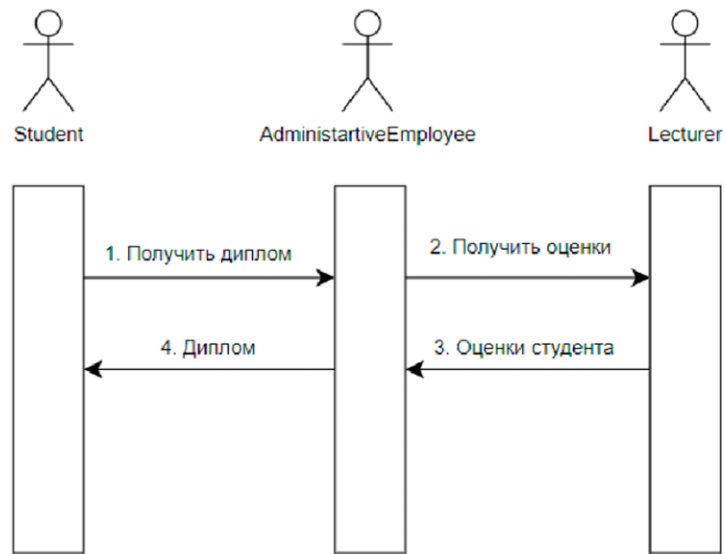 Student
AdministartiveEmployee
Lecturer
1. Получить диплом
2. Получить оценки
4. Диплом
3. Оценки студента